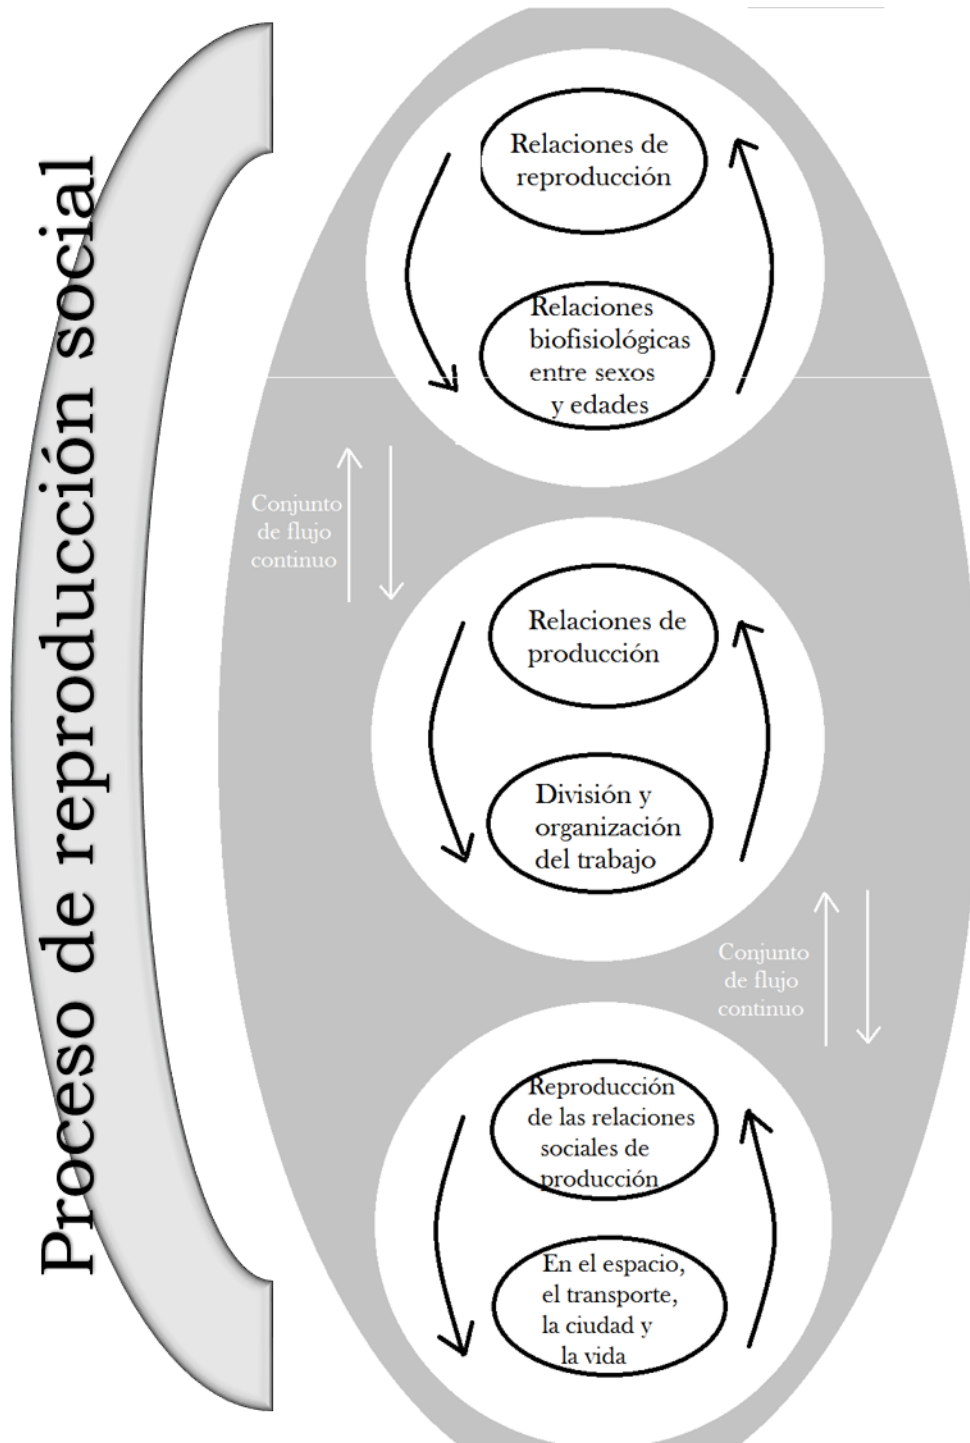 Proceso de reproducción social
Relaciones de
reproducción
Relaciones
biofisiológicas
entre sexos
y edades
Conjunto
de flujo
continuo
Relaciones de
producción
División y
organización
del trabajo
Conjunto
de flujo
continuo
Reproducción
de las relaciones
sociales de
producción
En el espacio,
el transporte,
la ciudad y
la vida